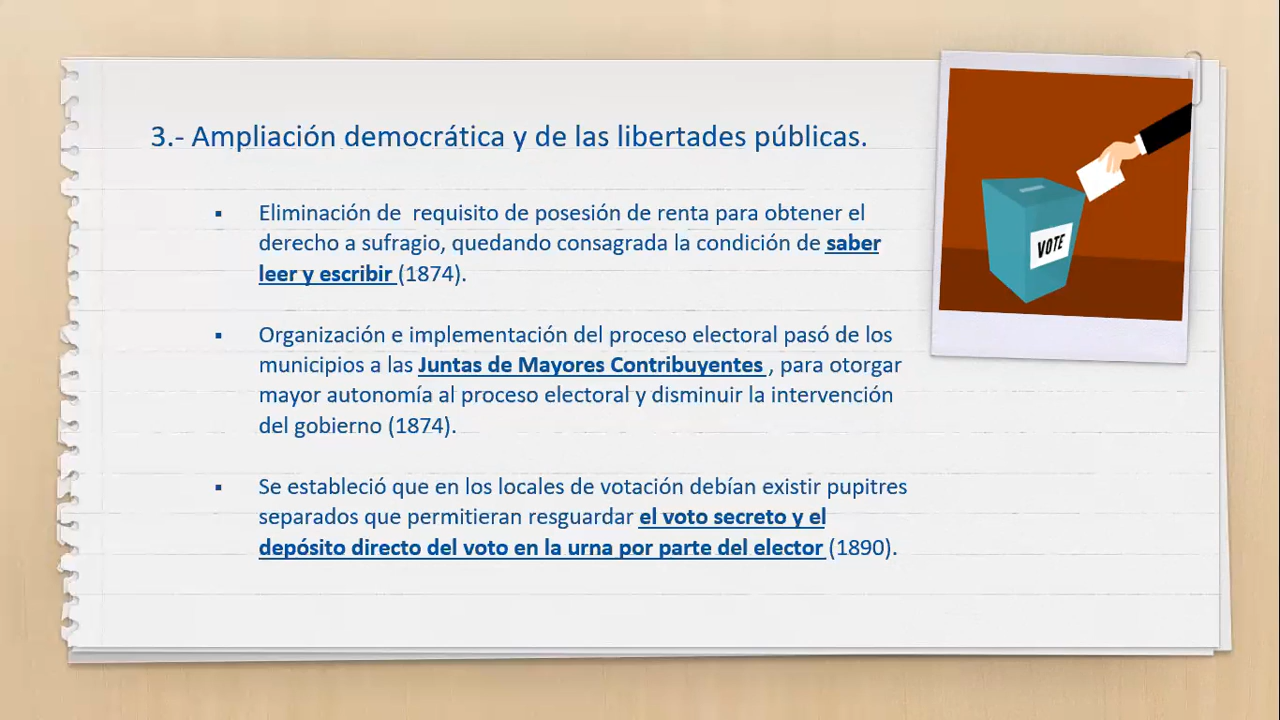 3.- Ampliación democrática y de las libertades públicas.
▪ Eliminación de  requisito de posesión de renta para obtener el
derecho a sufragio, quedando consagrada la condición de saber
leer y escribir (1874).
▪ Organización e implementación del proceso electoral pasó de los
municipios a las Juntas de Mayores Contribuyentes , para otorgar
mayor autonomía al proceso electoral y disminuir la intervención
del gobierno (1874).
▪ Se estableció que en los locales de votación debían existir pupitres
separados que permitieran resguardar el voto secreto y el
depósito directo del voto en la urna por parte del elector (1890).
VOTE